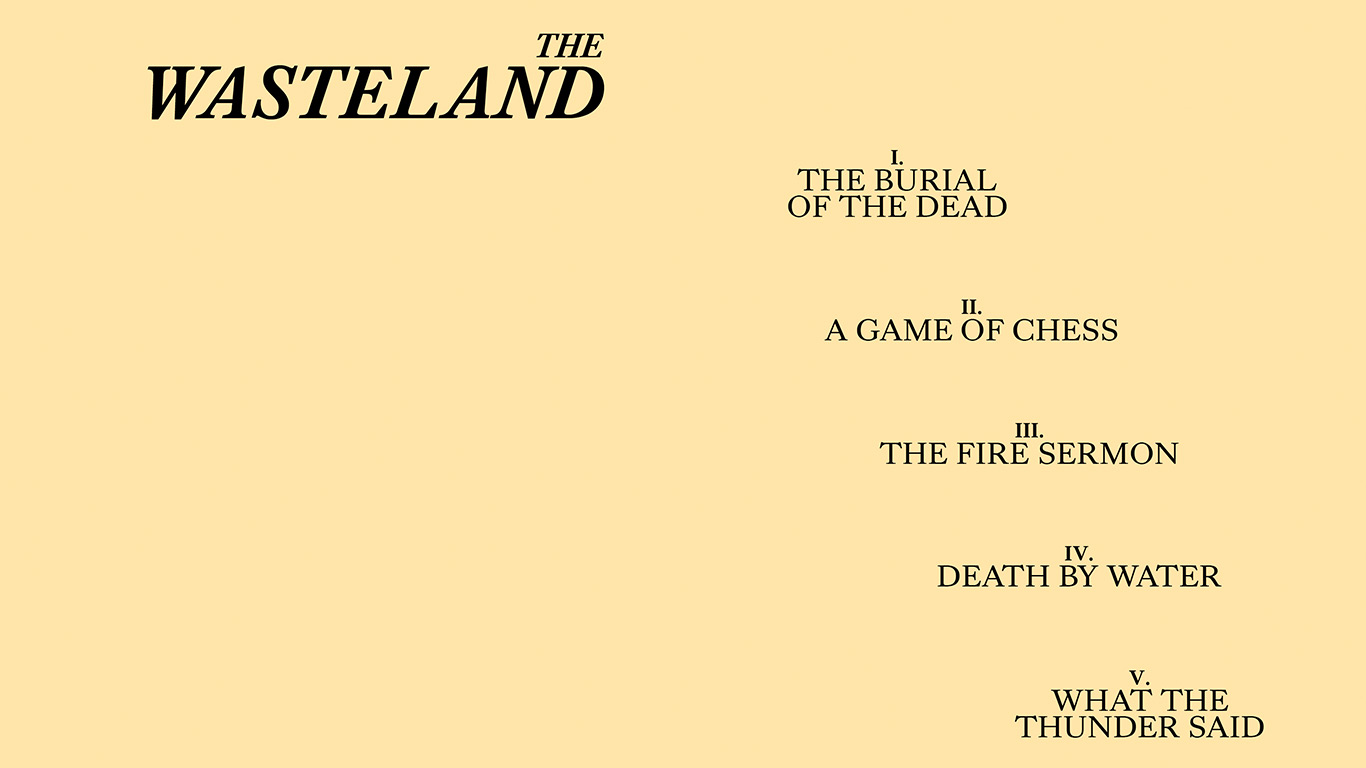 THE
WASTELAND
I.
THE BURIAL
OF THE DEAD
II.
A GAME OF CHESS
III.
THE FIRE SERMON
IV.
DEATH BY WATER
V.
WHAT THE
THUNDER SAID